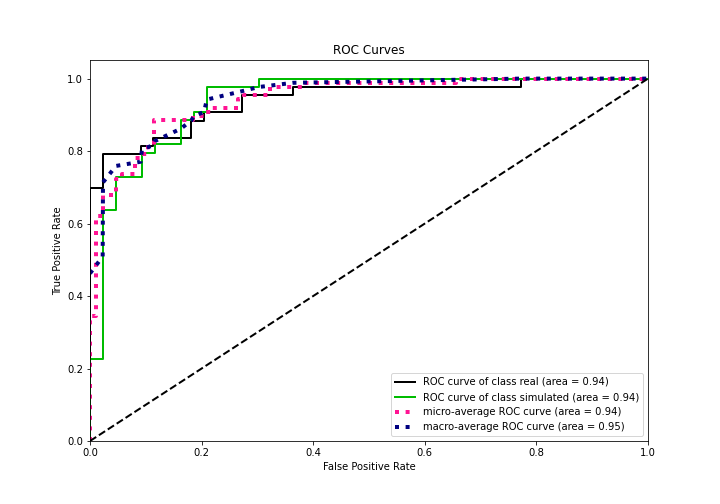 ROC Curves
True Positive Rate
1.0
0.8
0.6
0.4
0.2
0.0
ROC curve of class real (area = 0.94)
ROC curve of class simulated (area = 0.94)
micro-average ROC curve (area = 0.94)
macro-average ROC curve (area = 0.95)
0.0 0.2 0.4 0.6 0.8 1.0
False Positive Rate